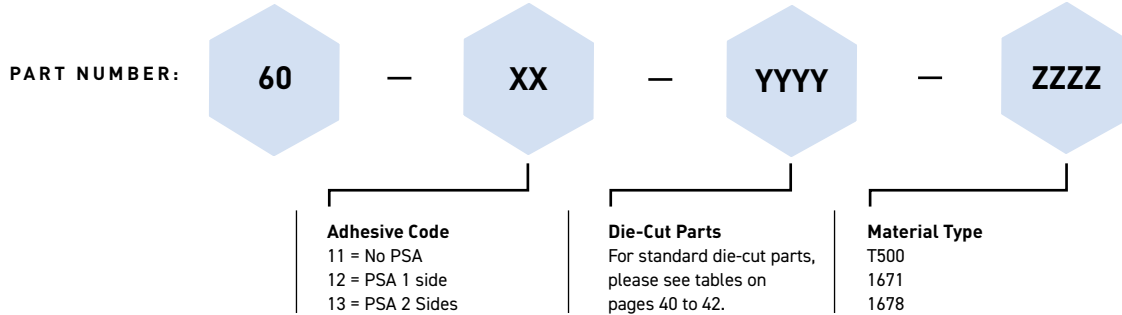 PART NUMBER: 60 — XX — YYYY — ZZZZ
Adhesive Code
11 = No PSA
12 = PSA 1 side
13 = PSA 2 Sides
Die-Cut Parts
For standard die-cut parts,
please see tables on
pages 40 to 42.
Material Type
T500
1671
1678